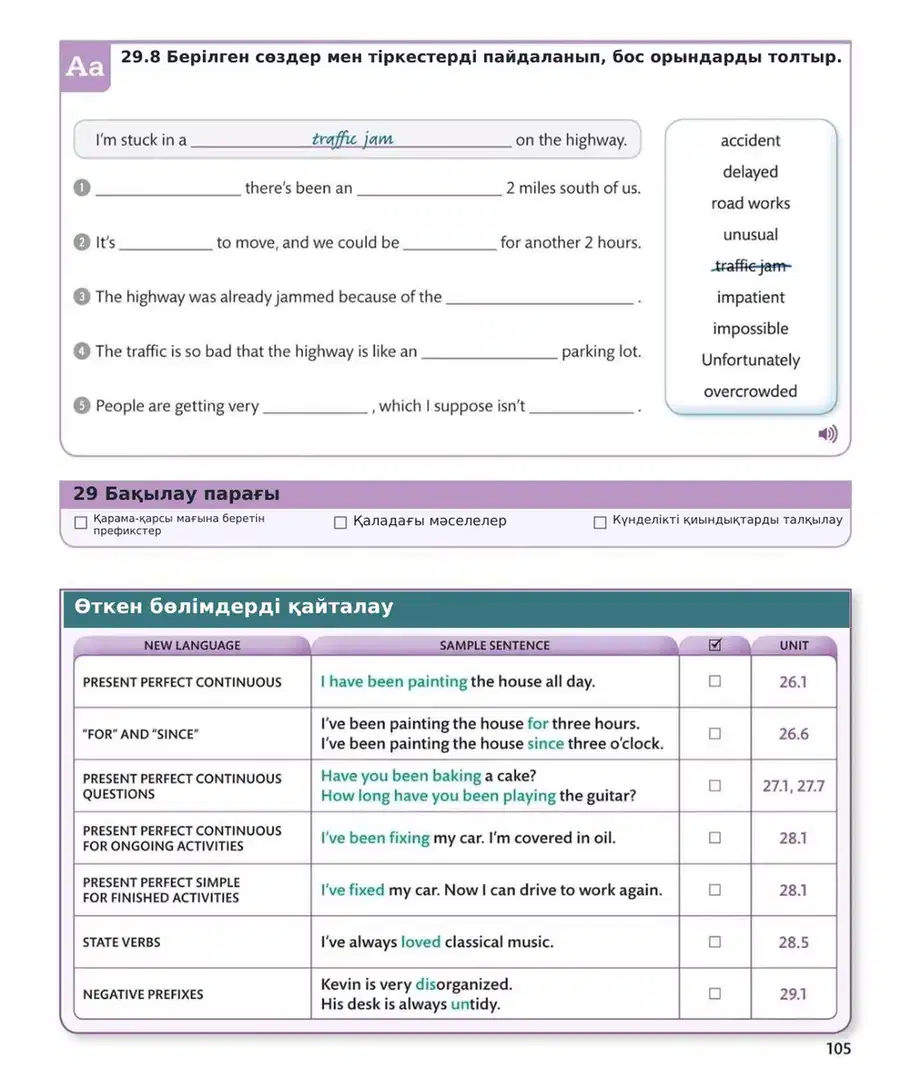 Aa
29.8 Берілген сөздер мен тіркестерді пайдаланып, бос орындарды толтыр.
I'm stuck in a traffic jam on the highway.
1 ____ there's been an ____ 2 miles south of us.
2 It's ____ to move, and we could be ____ for another 2 hours.
3 The highway was already jammed because of the ____ .
4 The traffic is so bad that the highway is like an ____ parking lot.
5 People are getting very ____ , which I suppose isn't ____ .
accident
delayed
road works
unusual
traffic jam
impatient
impossible
Unfortunately
overcrowded
29 Бақылау парағы
Қарама-қарсы мағына беретін
префикстер
Қаладағы мәселелер
Күнделікті қиындықтарды талқылау
Өткен бөлімдерді қайталау
NEW LANGUAGE SAMPLE SENTENCE ☑ UNIT
PRESENT PERFECT CONTINUOUS I have been painting the house all day. ☐ 26.1
"FOR" AND "SINCE" I've been painting the house for three hours.
I've been painting the house since three o'clock. ☐ 26.6
PRESENT PERFECT CONTINUOUS
QUESTIONS
Have you been baking a cake?
How long have you been playing the guitar? ☐ 27.1, 27.7
PRESENT PERFECT CONTINUOUS
FOR ONGOING ACTIVITIES
I've been fixing my car. I'm covered in oil. ☐ 28.1
PRESENT PERFECT SIMPLE
FOR FINISHED ACTIVITIES
I've fixed my car. Now I can drive to work again. ☐ 28.1
STATE VERBS I've always loved classical music. ☐ 28.5
NEGATIVE PREFIXES Kevin is very disorganized.
His desk is always untidy. ☐ 29.1
105